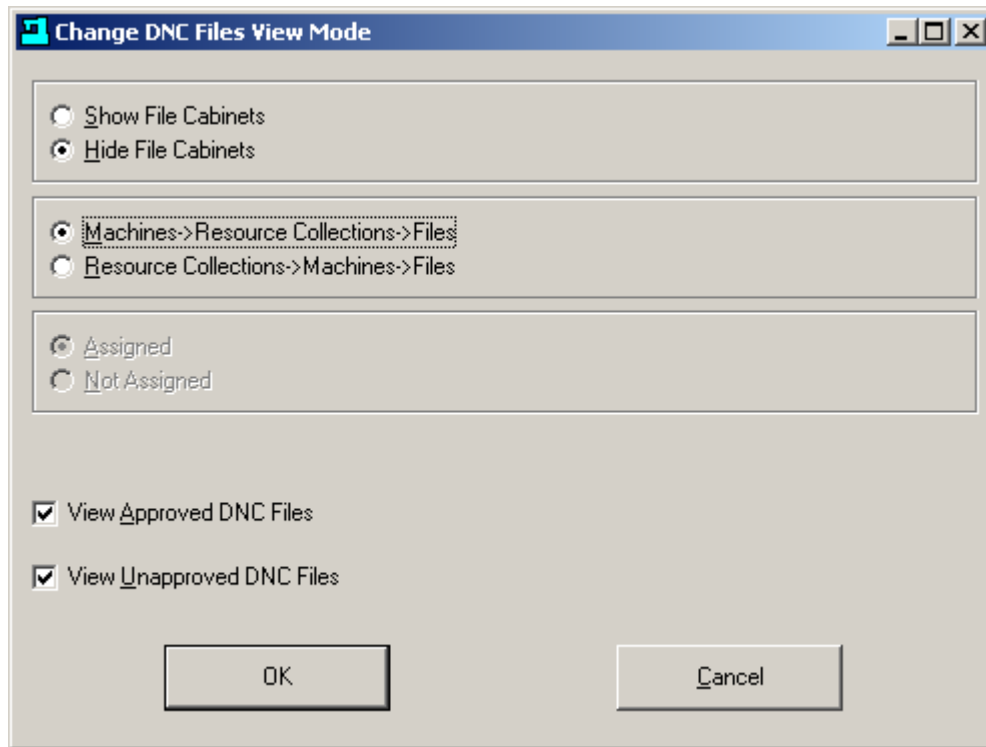 Change DNC Files View Mode
Show File Cabinets
Hide File Cabinets
Machines->Resource Collections->Files
Resource Collections->Machines->Files
Assigned
Not Assigned
View Approved DNC Files
View Unapproved DNC Files
OK
Cancel